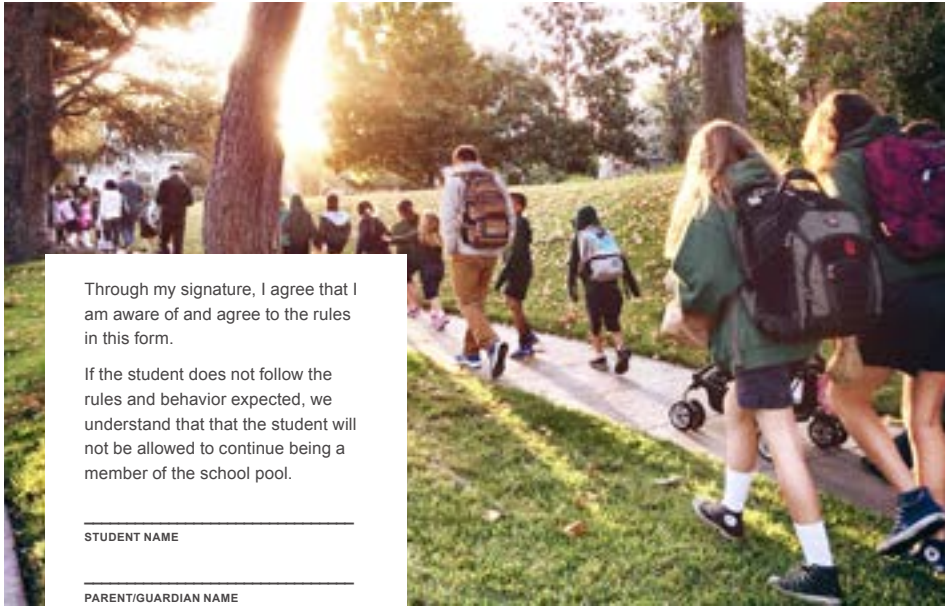 Through my signature, I agree that I
am aware of and agree to the rules
in this form.
If the student does not follow the
rules and behavior expected, we
understand that that the student will
not be allowed to continue being a
member of the school pool.
STUDENT NAME
PARENT/GUARDIAN NAME